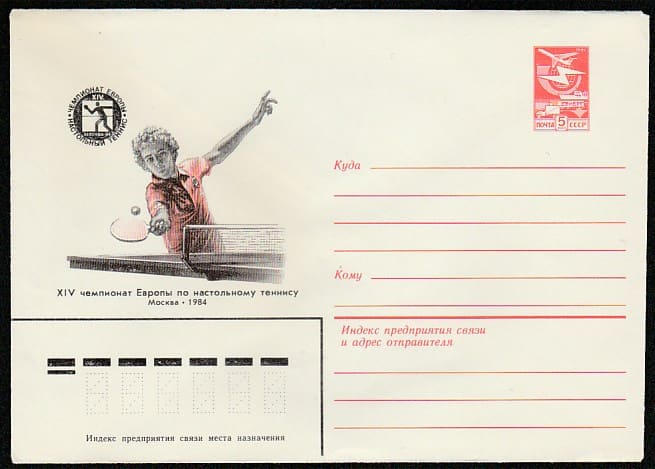 ЧЕМПИОНАТ ЕВРОПЫ
XIV
НАСТОЛЬНЫЙ ТЕННИС
XIV чемпионат Европы по настольному теннису
Москва • 1984
ПОЧТА 5 СССР
Куда
Кому
Индекс предприятия связи
и адрес отправителя
Индекс предприятия связи места назначения